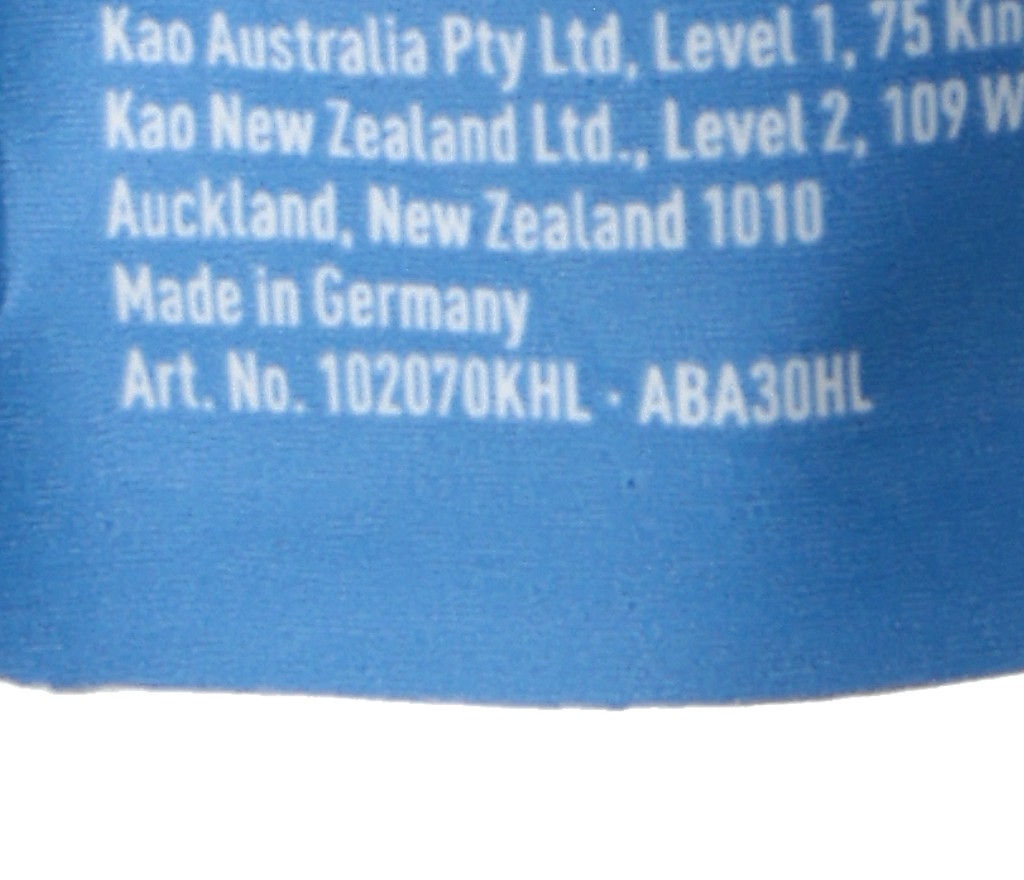 Kao Australia Pty Ltd, Level 1, 75
Kao New Zealand Ltd., Level 2, 109
Auckland, New Zealand 1010
Made in Germany
Art. No. 102070KHL · ABA30HL